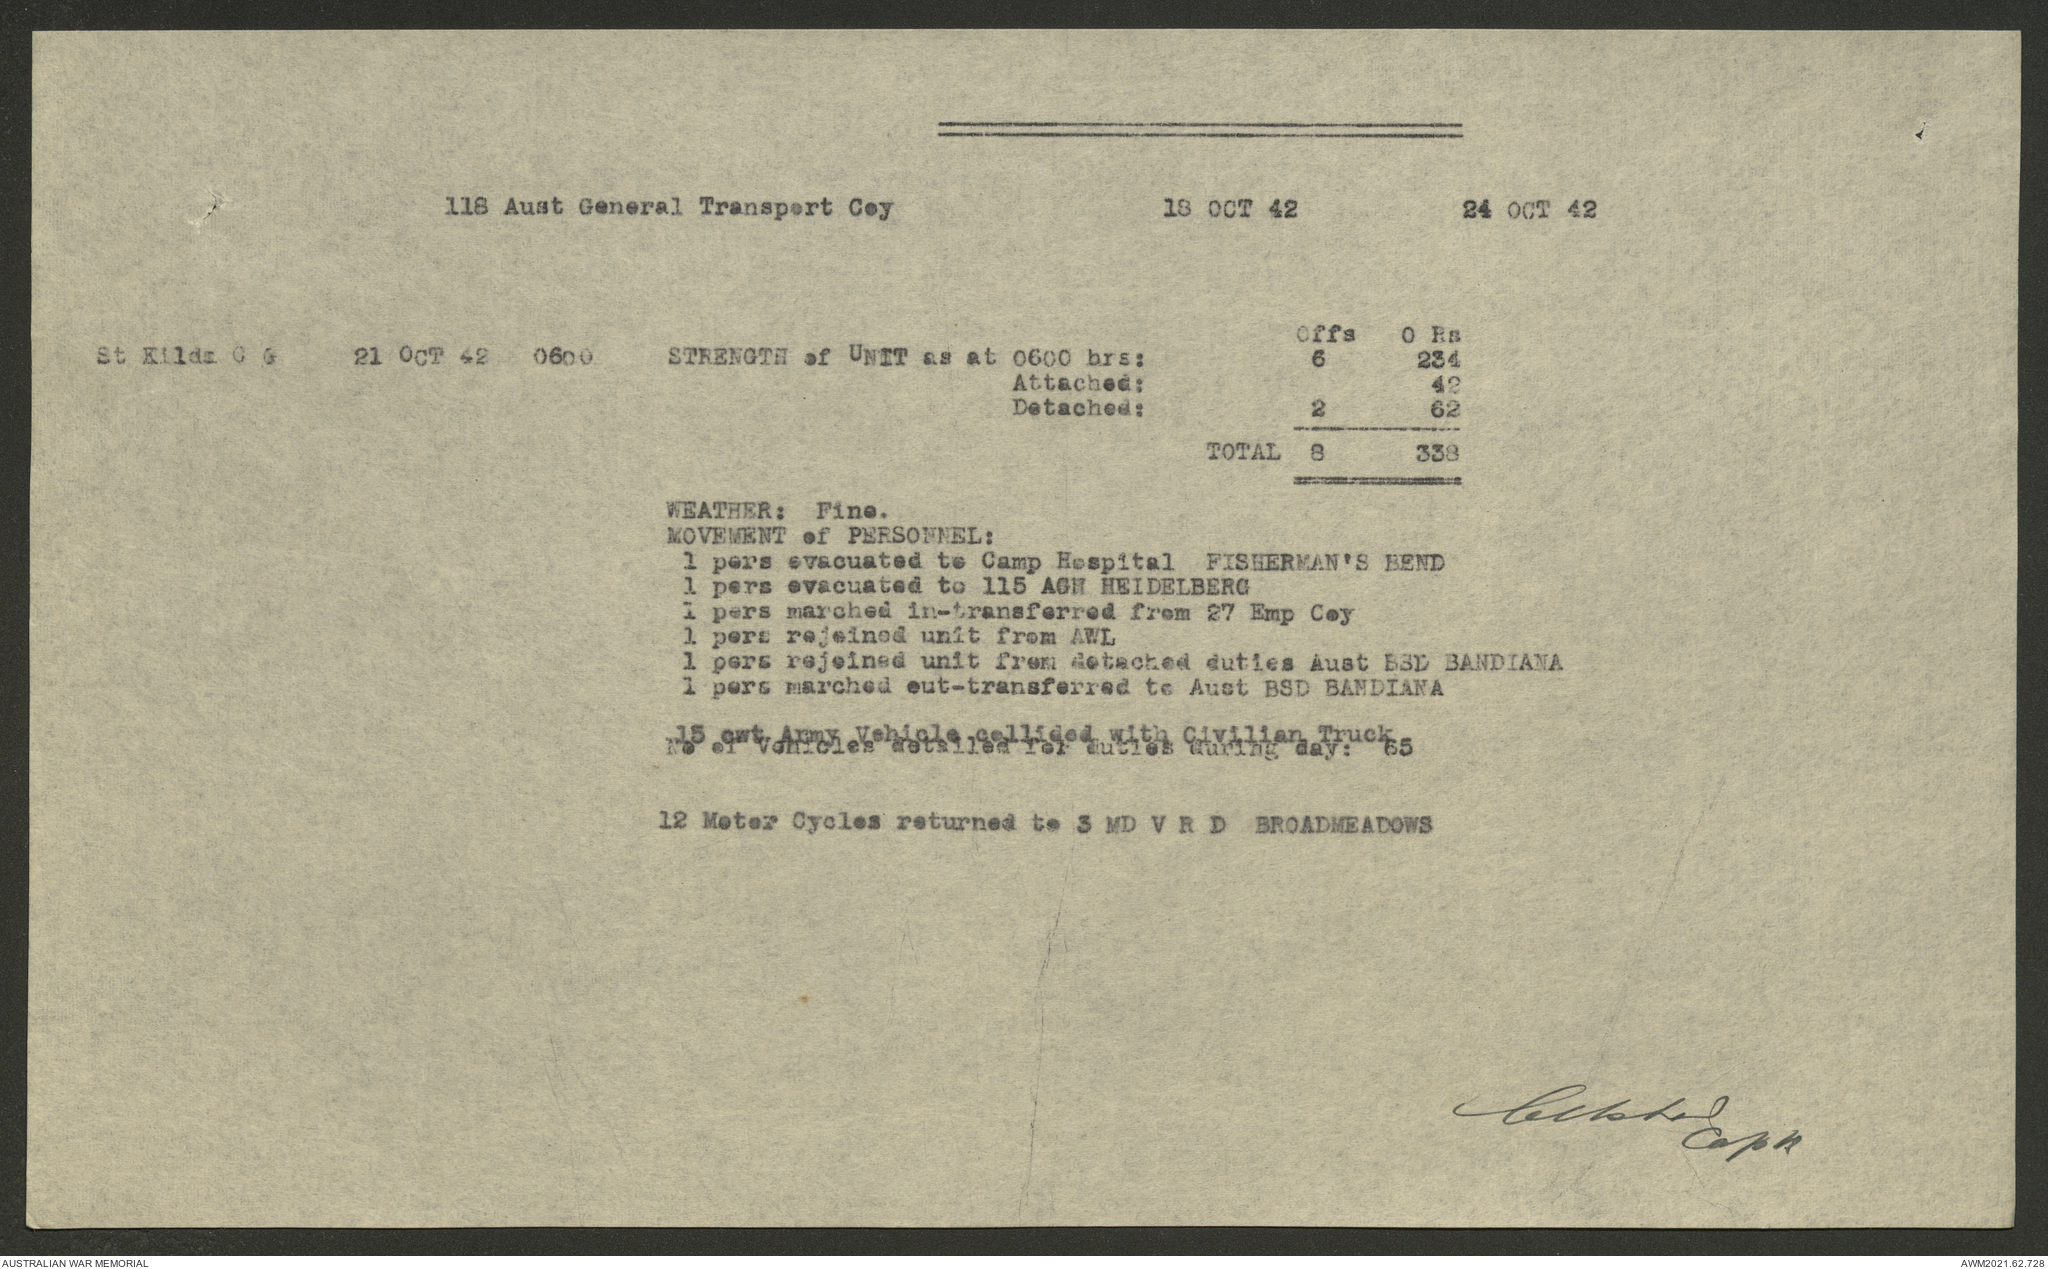 118 Aust General Transport Coy 18 OCT 42 24 OCT 42
Offs O Rs
St Kilda C G 21 OCT 42 0600 STRENGTH of UNIT as at 0600 hrs: 6 234
Attached: 42
Detached: 2 62
TOTAL 8 338
WEATHER: Fine.
MOVEMENT of PERSONNEL:
1 pers evacuated to Camp Hospital FISHERMAN'S BEND
1 pers evacuated to 115 AGH HEIDELBERG
1 pers marched in-transferred from 27 Emp Coy
1 pers rejoined unit from AWL
1 pers rejoined unit from detached duties Aust BSD BANDIANA
1 pers marched out-transferred to Aust BSD BANDIANA
15 cwt Army Vehicle collided with Civilian Truck
No of Vehicles detailed for duties during day: 65
12 Motor Cycles returned to 3 MD V R D BROADMEADOWS
Capt
AUSTRALIAN WAR MEMORIAL AWM2021.62.728